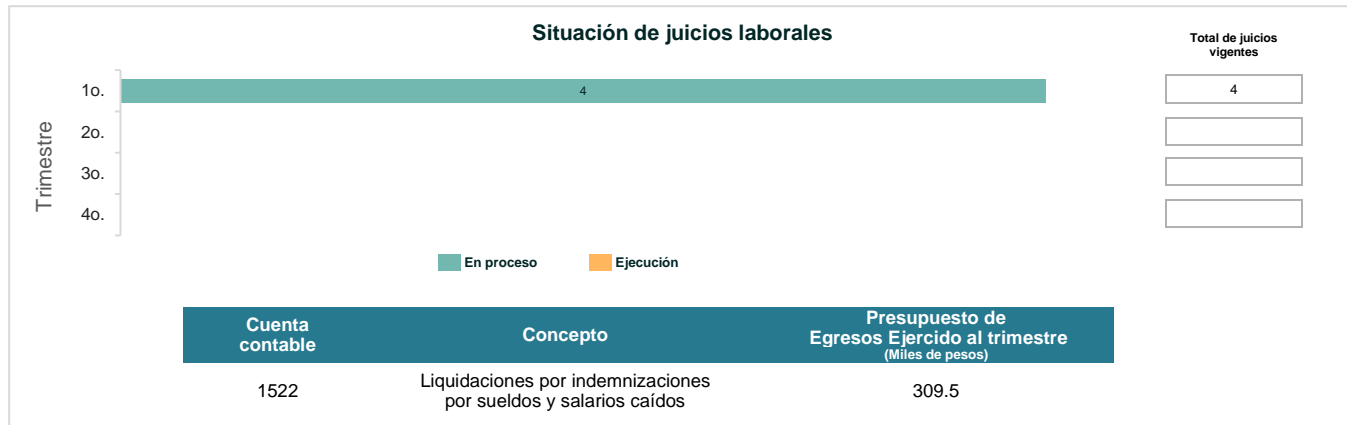 Situación de juicios laborales
Total de juicios
vigentes
Trimestre
1o.
4
4
2o.
3o.
4o.
En proceso
Ejecución
Cuenta
contable
Concepto
Presupuesto de
Egresos Ejercido al trimestre
(Miles de pesos)
1522
Liquidaciones por indemnizaciones
por sueldos y salarios caídos
309.5